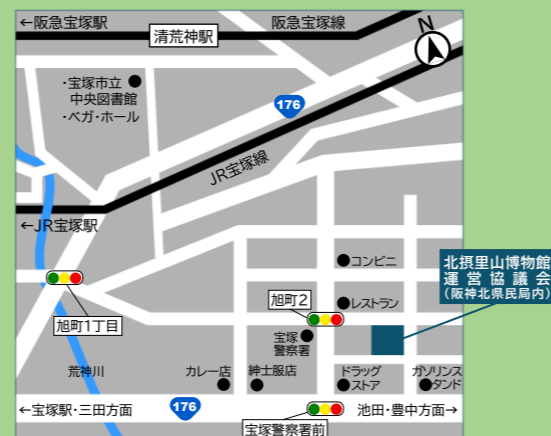 ←阪急宝塚駅
阪急宝塚線
清荒神駅
N
・宝塚市立
中央図書館
・ベガ・ホール
176
JR宝塚線
←JR宝塚駅
コンビニ
北摂里山博物館
運営協議会
(阪神北県民局内)
旭町2
レストラン
旭町1丁目
宝塚
警察署
荒神川
カレー店
紳士服店
ドラッグ
ストア
ガソリンス
タンド
←宝塚駅・三田方面
176
池田・豊中方面→
宝塚警察署前